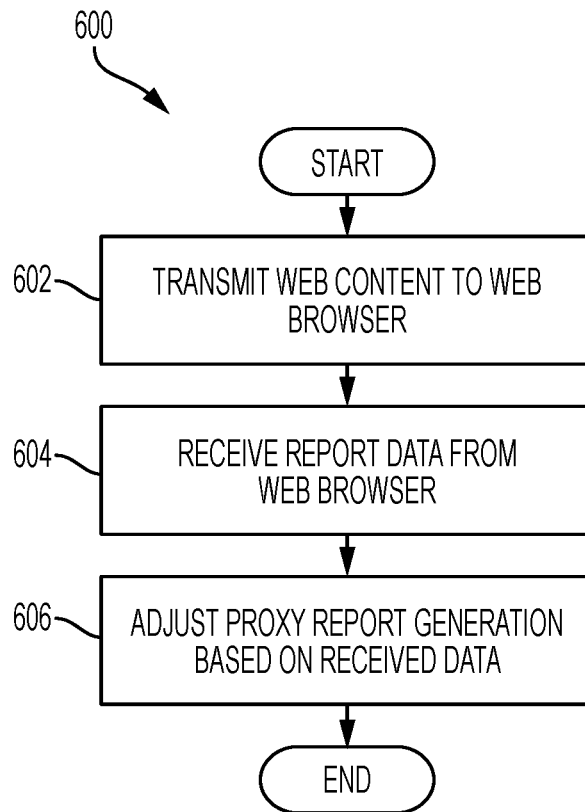 600
START
602
TRANSMIT WEB CONTENT TO WEB
BROWSER
604
RECEIVE REPORT DATA FROM
WEB BROWSER
606
ADJUST PROXY REPORT GENERATION
BASED ON RECEIVED DATA
END